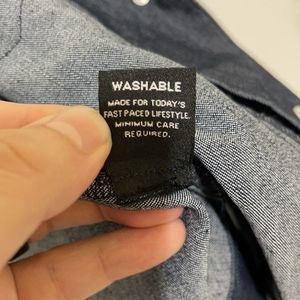 WASHABLE
MADE FOR TODAY'S
FAST PACED LIFESTYLE.
MINIMUM CARE
REQUIRED.